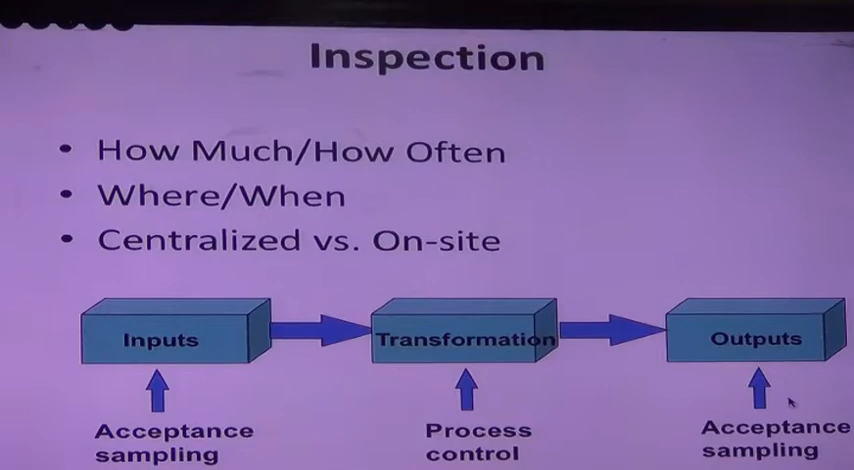 Inspection
• How Much/How Often
• Where/When
• Centralized vs. On-site
Inputs
Transformation
Outputs
Acceptance
sampling
Process
control
Acceptance
sampling